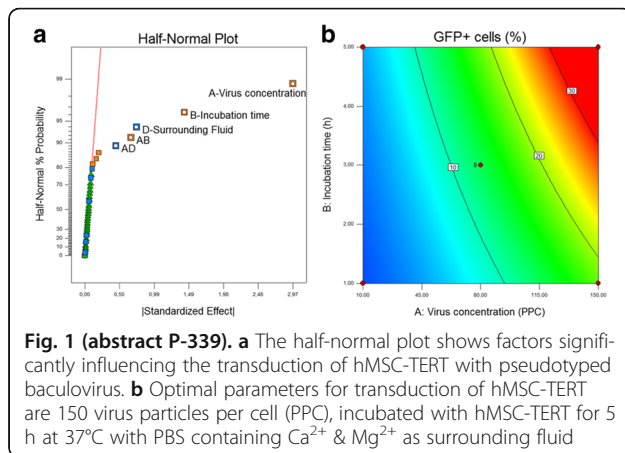 a
Half-Normal Plot
Half-Normal % Probability
99
95
90
80
70
50
30
20
10
0
A-Virus concentration
B-Incubation time
D-Surrounding Fluid
AB
AD
0,00
0,50
1,00
1,49
1,98
2,48
2,97
|Standardized Effect|
b
GFP+ cells (%)
B: Incubation time (h)
5,00
4,00
3,00
2,00
1,00
30
20
10
8
10.00
45.00
80.00
115.00
150.00
A: Virus concentration (PPC)
Fig. 1 (abstract P-339). a The half-normal plot shows factors signifi-
cantly influencing the transduction of hMSC-TERT with pseudotyped
baculovirus. b Optimal parameters for transduction of hMSC-TERT
are 150 virus particles per cell (PPC), incubated with hMSC-TERT for 5
h at 37°C with PBS containing Ca²⁺ & Mg²⁺ as surrounding fluid